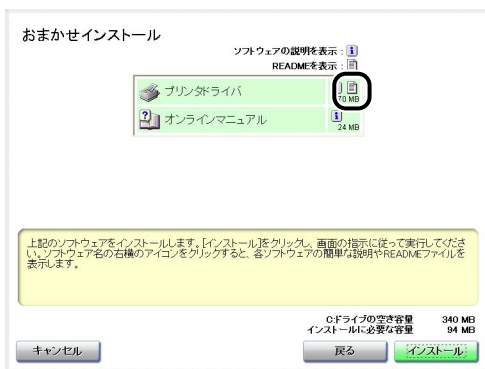 おまかせインストール
ソフトウェアの説明を表示 : i
READMEを表示 :
プリンタドライバ
70 MB
オンラインマニュアル
i
24 MB
上記のソフトウェアをインストールします。[インストール]をクリックし、画面の指示に従って実行してくださ
い。ソフトウェア名の右横のアイコンをクリックすると、各ソフトウェアの簡単な説明やREADMEファイルを
表示します。
C:ドライブの空き容量 340 MB
インストールに必要な容量 94 MB
キャンセル 戻る インストール